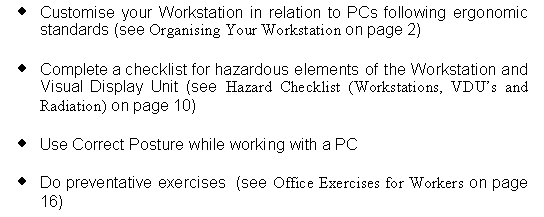 ◆ Customise your Workstation in relation to PCs following ergonomic
standards (see Organising Your Workstation on page 2)
◆ Complete a checklist for hazardous elements of the Workstation and
Visual Display Unit (see Hazard Checklist (Workstations, VDU's and
Radiation) on page 10)
◆ Use Correct Posture while working with a PC
◆ Do preventative exercises (see Office Exercises for Workers on page
16)